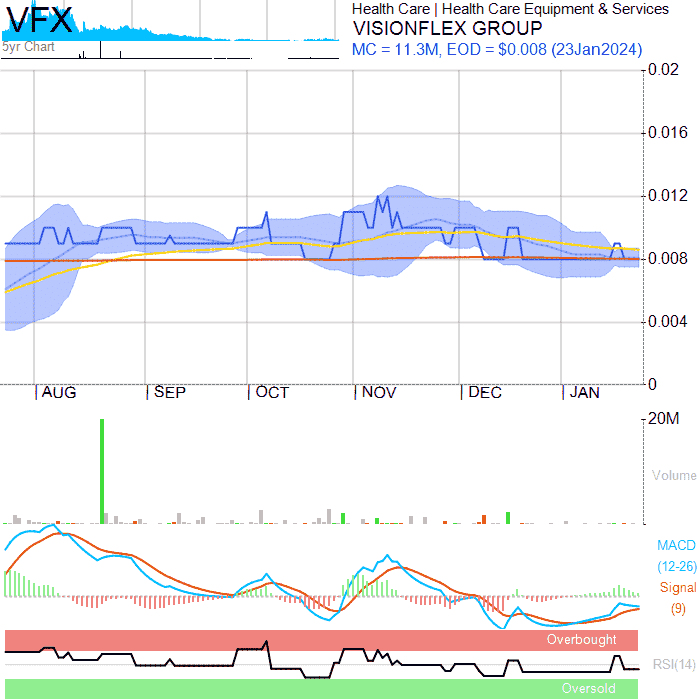 VFX
5yr Chart
Health Care | Health Care Equipment & Services
VISIONFLEX GROUP
MC = 11.3M, EOD = $0.008 (23Jan2024)
0.02
0.016
0.012
0.008
0.004
0
AUG SEP OCT NOV DEC JAN
20M
Volume
MACD
(12-26)
Signal
(9)
Overbought
RSI(14)
Oversold